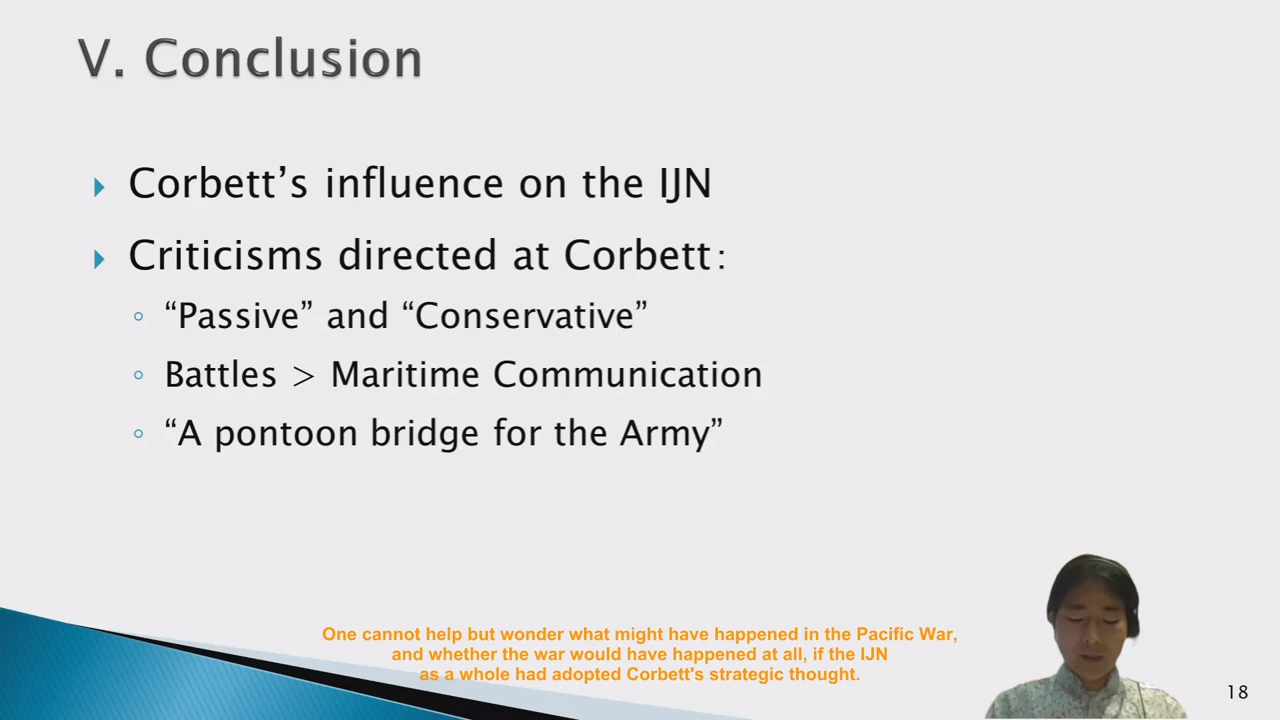 V. Conclusion
Corbett’s influence on the IJN
Criticisms directed at Corbett：
“Passive” and “Conservative”
Battles > Maritime Communication
“A pontoon bridge for the Army”
One cannot help but wonder what might have happened in the Pacific War,
and whether the war would have happened at all, if the IJN
as a whole had adopted Corbett's strategic thought.
18